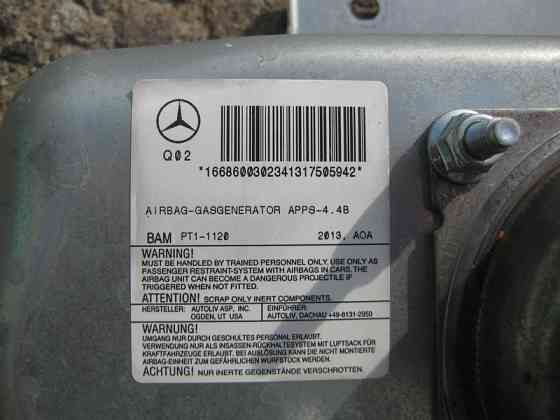 Q02
*1668600302341317505942*
AIRBAG-GASGENERATOR APPS-4.4B
BAM PT1-1120 2013, AOA
WARNING!
MUST BE HANDLED BY TRAINED PERSONNEL ONLY. USE ONLY AS
PASSENGER RESTRAINT-SYSTEM WITH AIRBAGS IN CARS. THE
AIRBAG UNIT CAN BECOME A DANGEROUS PROJECTILE IF
TRIGGERED WHEN NOT FITTED.
ATTENTION! SCRAP ONLY INERT COMPONENTS.
HERSTELLER: AUTOLIV ASP, INC.
OGDEN, UT USA
EINFÜHRER:
AUTOLIV, DACHAU +49-8131-2950
WARNUNG!
UMGANG NUR DURCH GESCHULTES PERSONAL ERLAUBT.
VERWENDUNG NUR ALS INSASSEN-RÜCKHALTESYSTEM MIT LUFTSACK FÜR
KRAFTFAHRZEUGE ERLAUBT. BEI AUSLÖSUNG KANN DIE NICHT MONTIERTE
AIRBAG-EINHEIT ZUM GEFÄHRLICHEN WURFSTÜCK WERDEN.
ACHTUNG! NUR INERTE GEGENSTÄNDE VERSCHROTTEN.